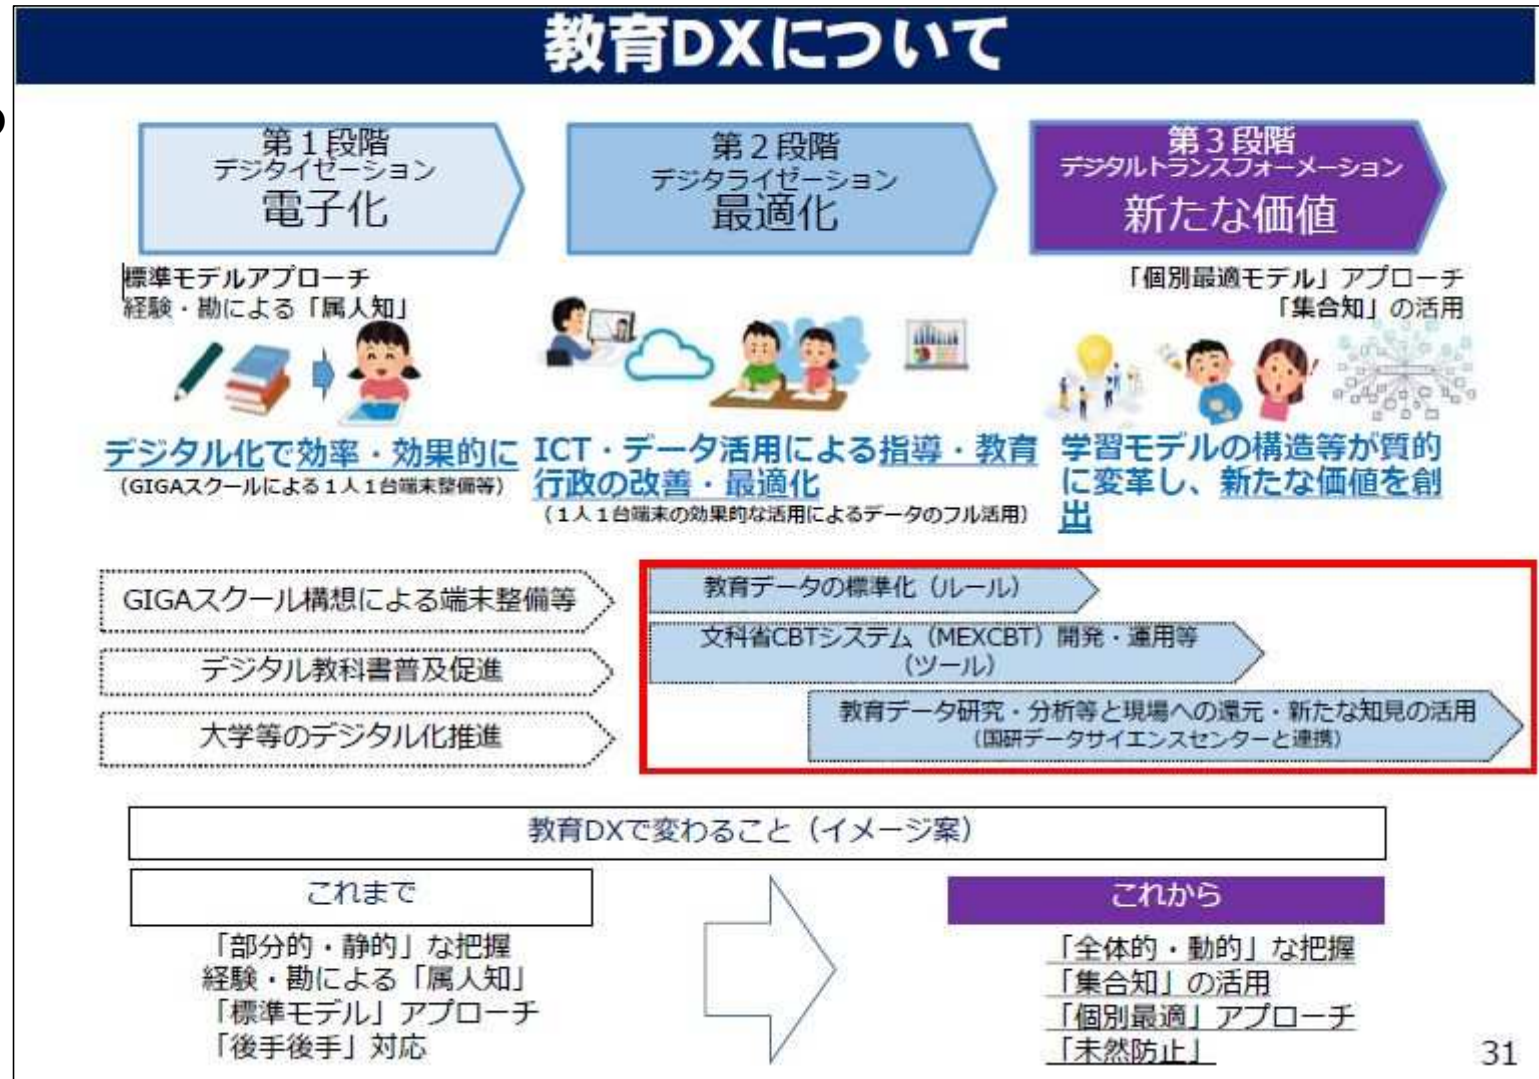 教育DXについて
第1段階
デジタイゼーション
電子化
第2段階
デジタライゼーション
最適化
第3段階
デジタルトランスフォーメーション
新たな価値
標準モデルアプローチ
経験・勘による「属人知」
「個別最適モデル」アプローチ
「集合知」の活用
デジタル化で効率・効果的に
(GIGAスクールによる1人1台端末整備等)
ICT・データ活用による指導・教育
行政の改善・最適化
(1人1台端末の効果的な活用によるデータのフル活用)
学習モデルの構造等が質的
に変革し、新たな価値を創
出
GIGAスクール構想による端末整備等
デジタル教科書普及促進
大学等のデジタル化推進
教育データの標準化(ルール)
文科省CBTシステム(MEXCBT)開発・運用等
(ツール)
教育データ研究・分析等と現場への還元・新たな知見の活用
(国研データサイエンスセンターと連携)
教育DXで変わること(イメージ案)
これまで
「部分的・静的」な把握
経験・勘による「属人知」
「標準モデル」アプローチ
「後手後手」対応
これから
「全体的・動的」な把握
「集合知」の活用
「個別最適」アプローチ
「未然防止」
31